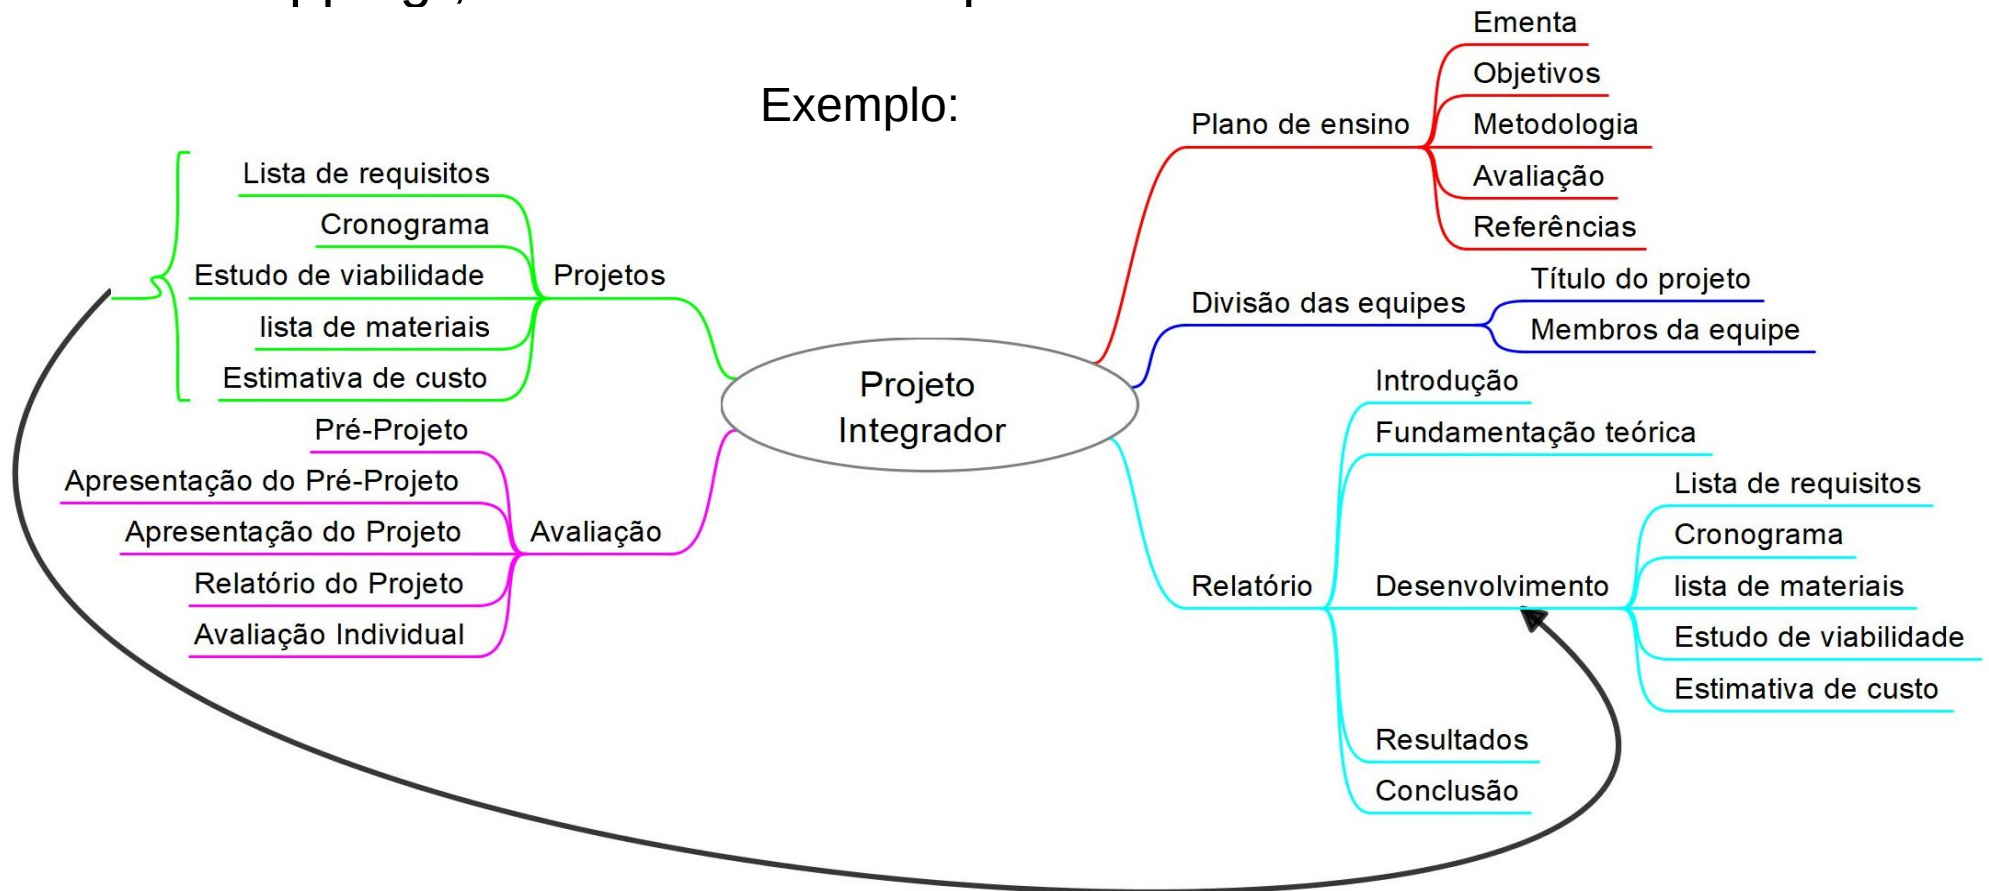 Exemplo:
Projeto
Integrador
Plano de ensino
Ementa
Objetivos
Metodologia
Avaliação
Referências
Divisão das equipes
Título do projeto
Membros da equipe
Relatório
Introdução
Fundamentação teórica
Desenvolvimento
Lista de requisitos
Cronograma
lista de materiais
Estudo de viabilidade
Estimativa de custo
Resultados
Conclusão
Projetos
Lista de requisitos
Cronograma
Estudo de viabilidade
lista de materiais
Estimativa de custo
Avaliação
Pré-Projeto
Apresentação do Pré-Projeto
Apresentação do Projeto
Relatório do Projeto
Avaliação Individual